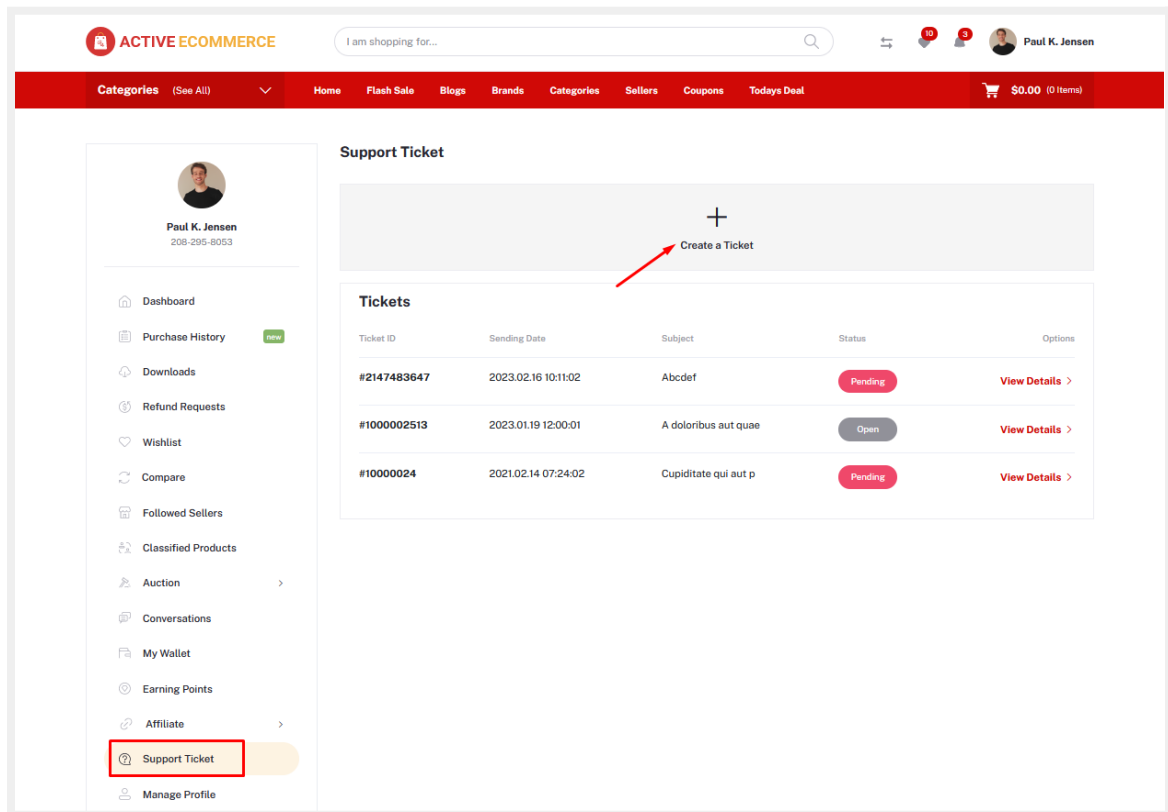 ACTIVE ECOMMERCE
I am shopping for...
10
3
Paul K. Jensen
Categories (See All)
Home Flash Sale Blogs Brands Categories Sellers Coupons Todays Deal
$0.00 (0 Items)
Paul K. Jensen
208-295-8053
Dashboard
Purchase History new
Downloads
Refund Requests
Wishlist
Compare
Followed Sellers
Classified Products
Auction
Conversations
My Wallet
Earning Points
Affiliate
Support Ticket
Manage Profile
Support Ticket
Create a Ticket
Tickets
Ticket ID Sending Date Subject Status Options
#2147483647 2023.02.16 10:11:02 Abcdef Pending View Details
#1000002513 2023.01.19 12:00:01 A doloribus aut quae Open View Details
#10000024 2021.02.14 07:24:02 Cupiditate qui aut p Pending View Details